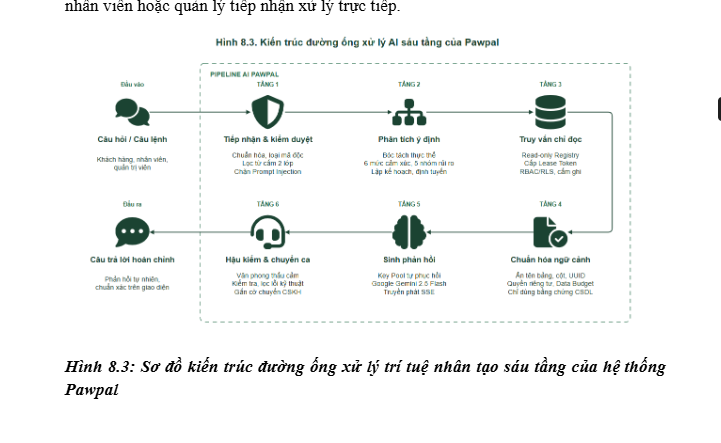 nhân viên hoặc quản lý tiếp nhận xử lý trực tiếp.
Hình 8.3. Kiến trúc đường ống xử lý AI sáu tầng của Pawpal
PIPELINE AI PAWPAL
Đầu vào
Câu hỏi / Câu lệnh
Khách hàng, nhân viên,
quản trị viên
TẦNG 1
Tiếp nhận & kiểm duyệt
Chuẩn hóa, loại mã độc
Lọc từ cấm 2 lớp
Chặn Prompt Injection
TẦNG 2
Phân tích ý định
Bóc tách thực thể
6 mức cảm xúc, 5 nhóm rủi ro
Lập kế hoạch, định tuyến
TẦNG 3
Truy vấn chỉ đọc
Read-only Registry
Cấp Lease Token
RBAC/RLS, cấm ghi
Đầu ra
Câu trả lời hoàn chỉnh
Phản hồi tự nhiên,
chuẩn xác trên giao diện
TẦNG 6
Hậu kiểm & chuyển ca
Văn phong thấu cảm
Kiểm tra, lọc lỗi kỹ thuật
Gắn cờ chuyển CSKH
TẦNG 5
Sinh phản hồi
Key Pool tự phục hồi
Google Gemini 2.5 Flash
Truyền phát SSE
TẦNG 4
Chuẩn hóa ngữ cảnh
Ẩn tên bảng, cột, UUID
Quyền riêng tư, Data Budget
Chỉ dùng bằng chứng CSDL
Hình 8.3: Sơ đồ kiến trúc đường ống xử lý trí tuệ nhân tạo sáu tầng của hệ thống
Pawpal